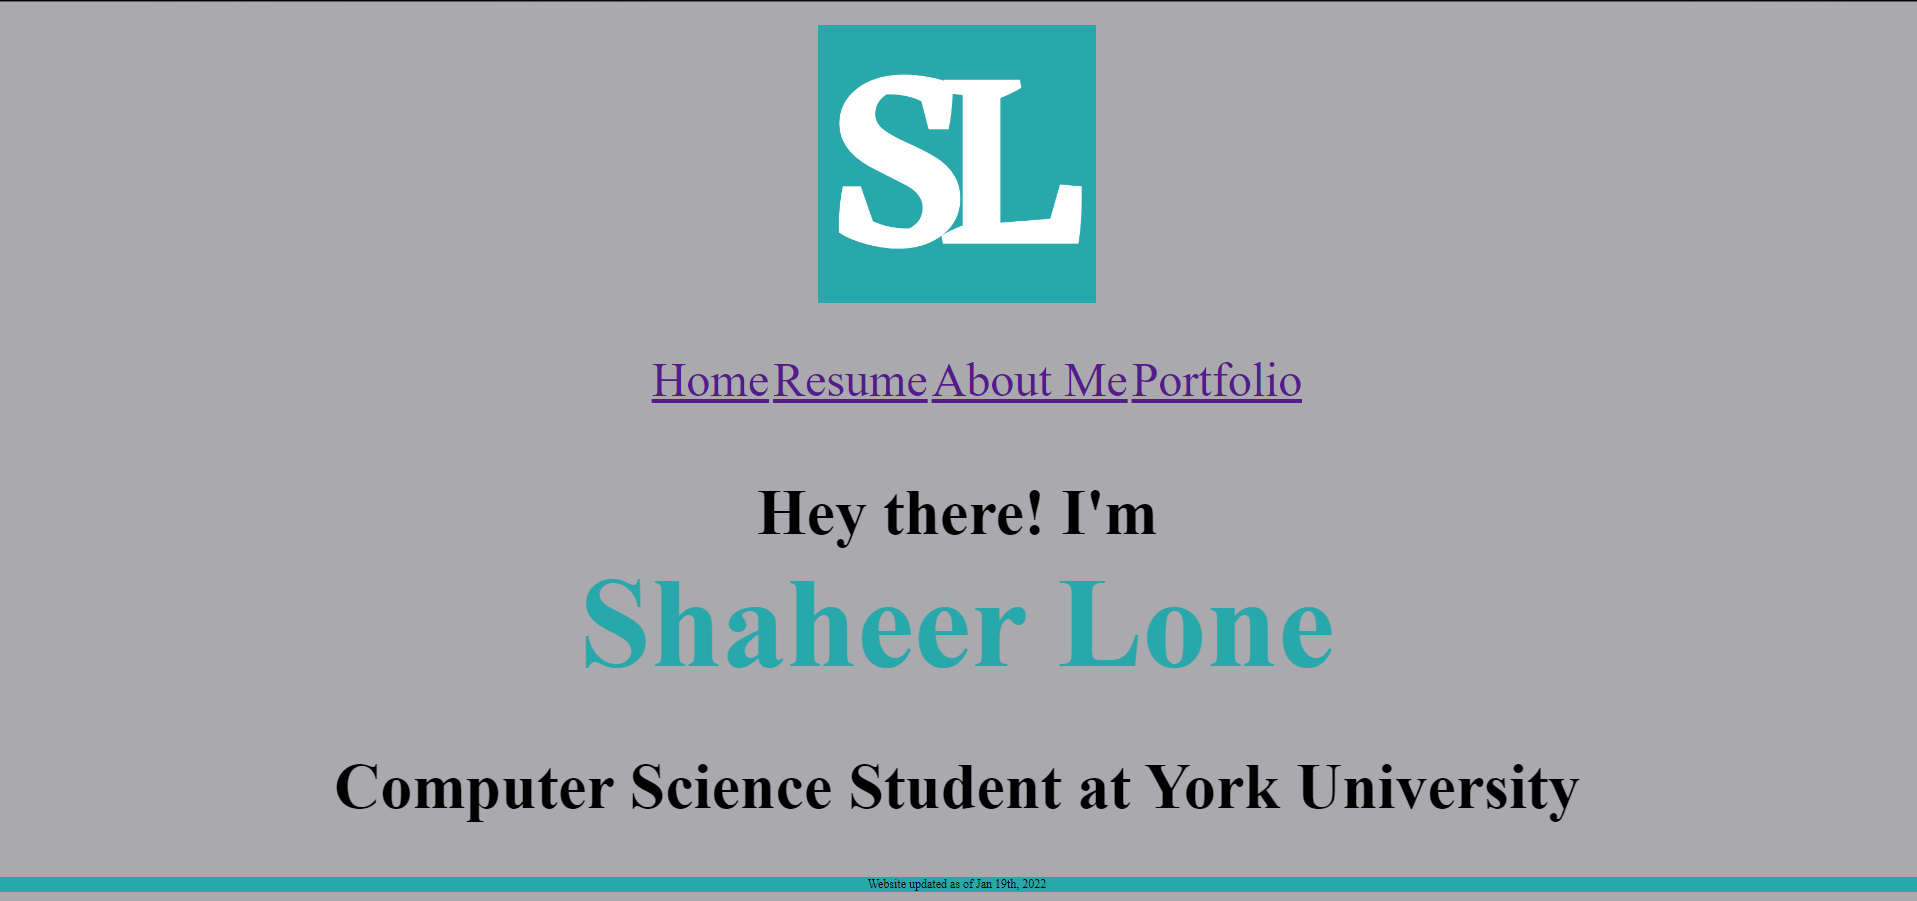 SL
Home Resume About Me Portfolio
Hey there! I'm
Shaheer Lone
Computer Science Student at York University
Website updated as of Jan 19th, 2022